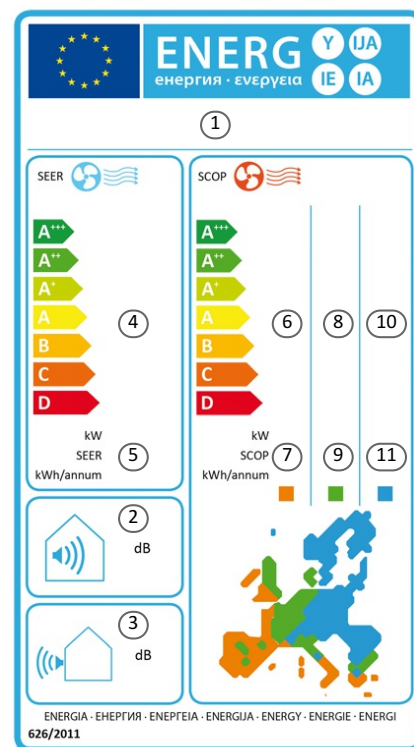 ENERG
енергия · ενεργεια
Y IJA
IE IA
1
SEER
A+++
A++
A+
A
B
C
D
4
kW
SEER 5
kWh/annum
SCOP
A+++
A++
A+
A
B
C
D
6 8 10
kW
SCOP 7 9 11
kWh/annum
2
dB
3
dB
ENERGIA · ЕНЕРГИЯ · ΕΝΕΡΓΕΙΑ · ENERGIJA · ENERGY · ENERGIE · ENERGI
626/2011